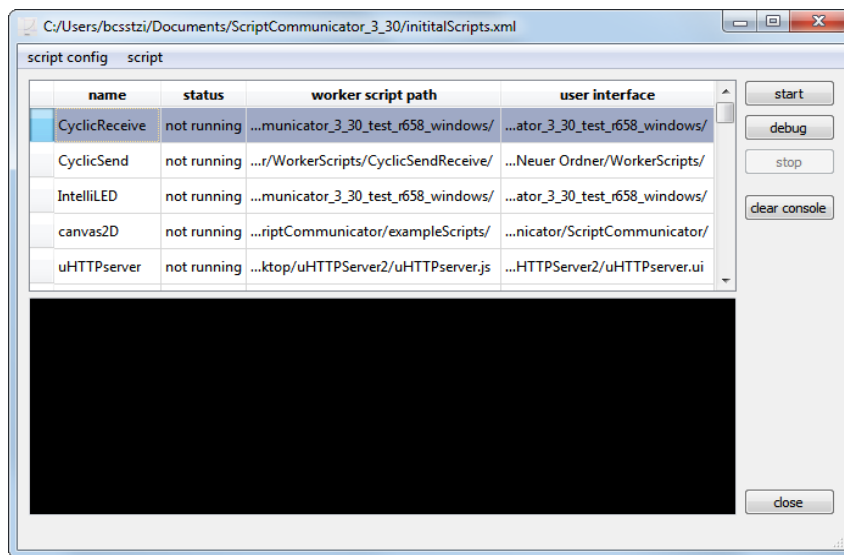 C:/Users/bcsstzi/Documents/ScriptCommunicator_3_30/inititalScripts.xml
script config script
name status worker script path user interface
CyclicReceive not running ...municator_3_30_test_r658_windows/ ...ator_3_30_test_r658_windows/
CyclicSend not running ...r/WorkerScripts/CyclicSendReceive/ ...Neuer Ordner/WorkerScripts/
IntelliLED not running ...municator_3_30_test_r658_windows/ ...ator_3_30_test_r658_windows/
canvas2D not running ...riptCommunicator/exampleScripts/ ...nicator/ScriptCommunicator/
uHTTPserver not running ...ktop/uHTTPServer2/uHTTPserver.js ...HTTPServer2/uHTTPserver.ui
start
debug
stop
clear console
close